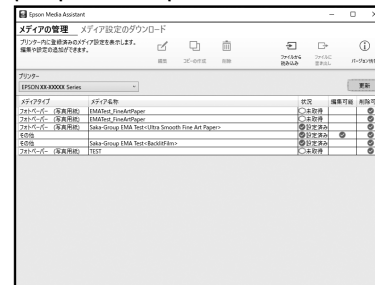 Epson Media Assistant
メディアの管理 メディア設定のダウンロード
プリンター内に登録済みのメディア設定を表示します。
編集や設定の追加ができます。
編集 コピーの作成 削除 ファイルから読み込み ファイルに書き出し バージョン情報
プリンター
EPSON XX-XXXXX Series 更新
メディアタイプ メディア名称 状況 編集可能 削除可
フォトペーパー (写真用紙) EMATest_FineArtPaper 未取得
フォトペーパー (写真用紙) EMATest_FineArtPaper 未取得
フォトペーパー (写真用紙) Saka-Group EMA Test<Ultra Smooth Fine Art Paper> 設定済み
その他 設定済み
その他 Saka-Group EMA Test<BacklitFilm> 設定済み
フォトペーパー (写真用紙) TEST 未取得